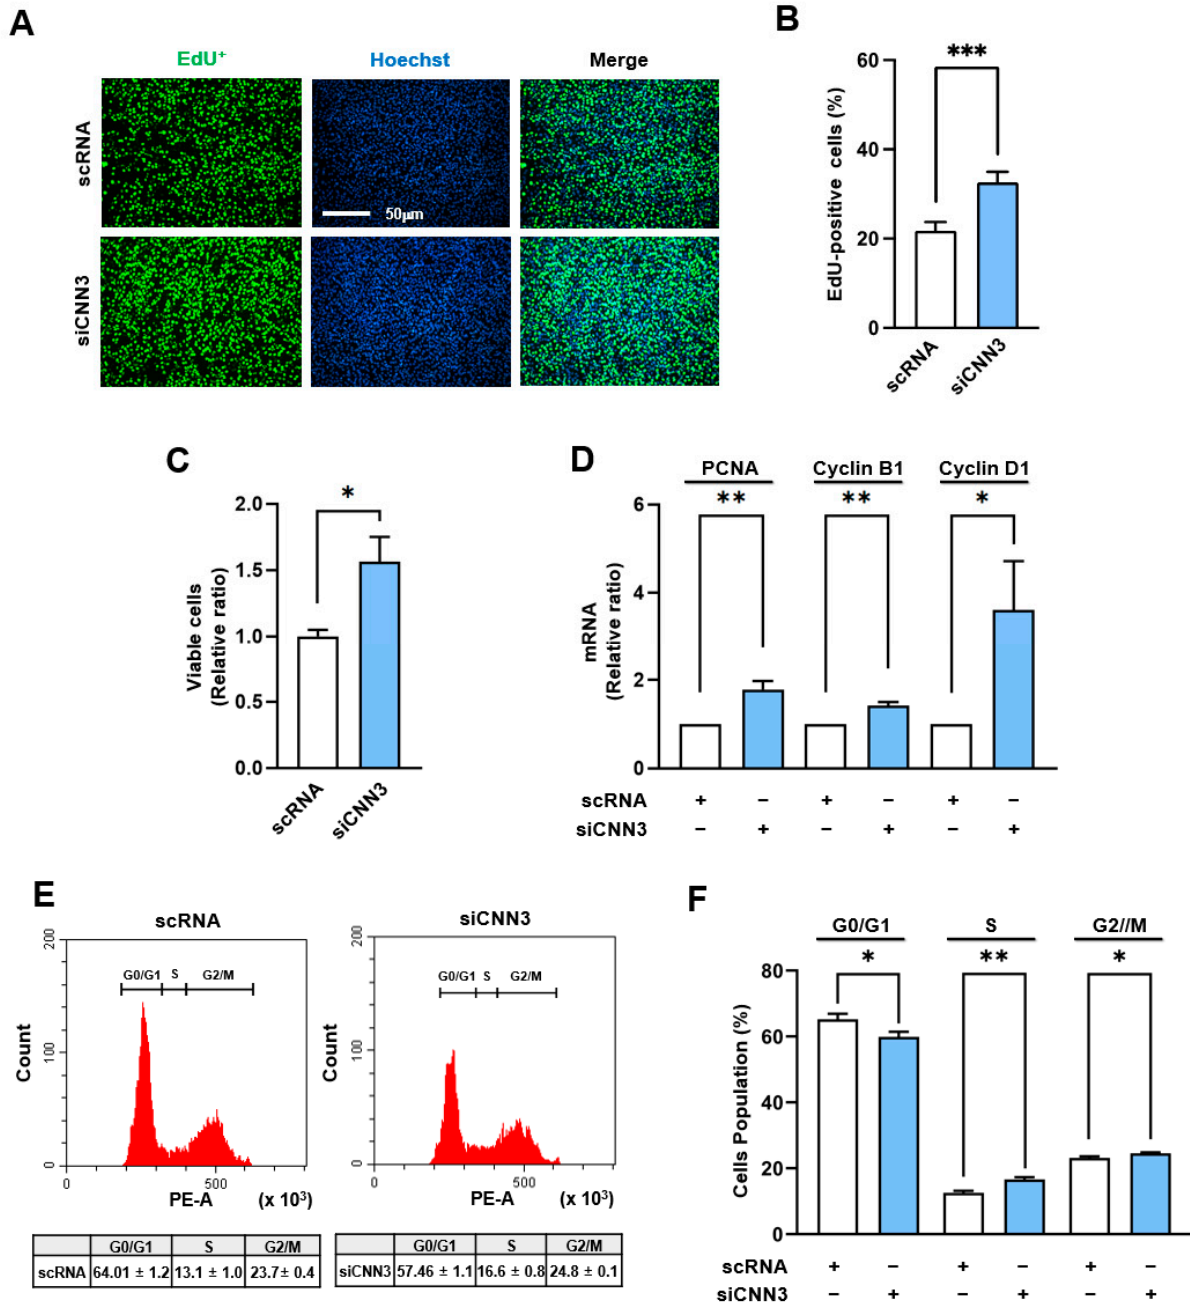 A
EdU+ Hoechst Merge
scRNA
50µm
siCNN3
B
***
EdU-positive cells (%)
60
40
20
0
scRNA siCNN3
C
*
Viable cells
(Relative ratio)
2.0
1.5
1.0
0.5
0.0
scRNA siCNN3
D
PCNA Cyclin B1 Cyclin D1
** ** *
mRNA
(Relative ratio)
6
4
2
0
scRNA + − + − + −
siCNN3 − + − + − +
E
scRNA
200
100
0
Count
G0/G1 S G2/M
0 500
PE-A (x 10³)
G0/G1 S G2/M
scRNA 64.01 ± 1.2 13.1 ± 1.0 23.7± 0.4
siCNN3
200
100
0
Count
G0/G1 S G2/M
0 500
PE-A (x 10³)
G0/G1 S G2/M
siCNN3 57.46 ± 1.1 16.6 ± 0.8 24.8 ± 0.1
F
G0/G1 S G2//M
* ** *
Cells Population (%)
80
60
40
20
0
scRNA + − + − + −
siCNN3 − + − + − +